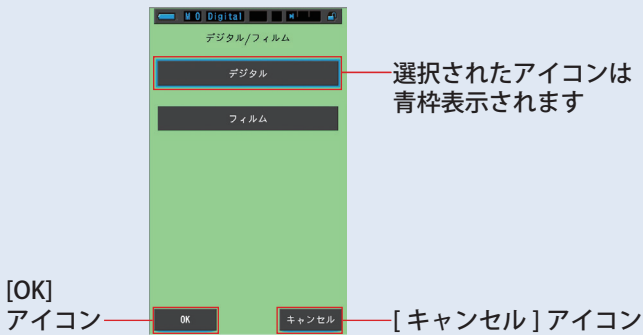 M 0 Digital
デジタル/フィルム
デジタル
選択されたアイコンは
青枠表示されます
フィルム
[OK]
アイコン
OK
キャンセル
[ キャンセル ] アイコン